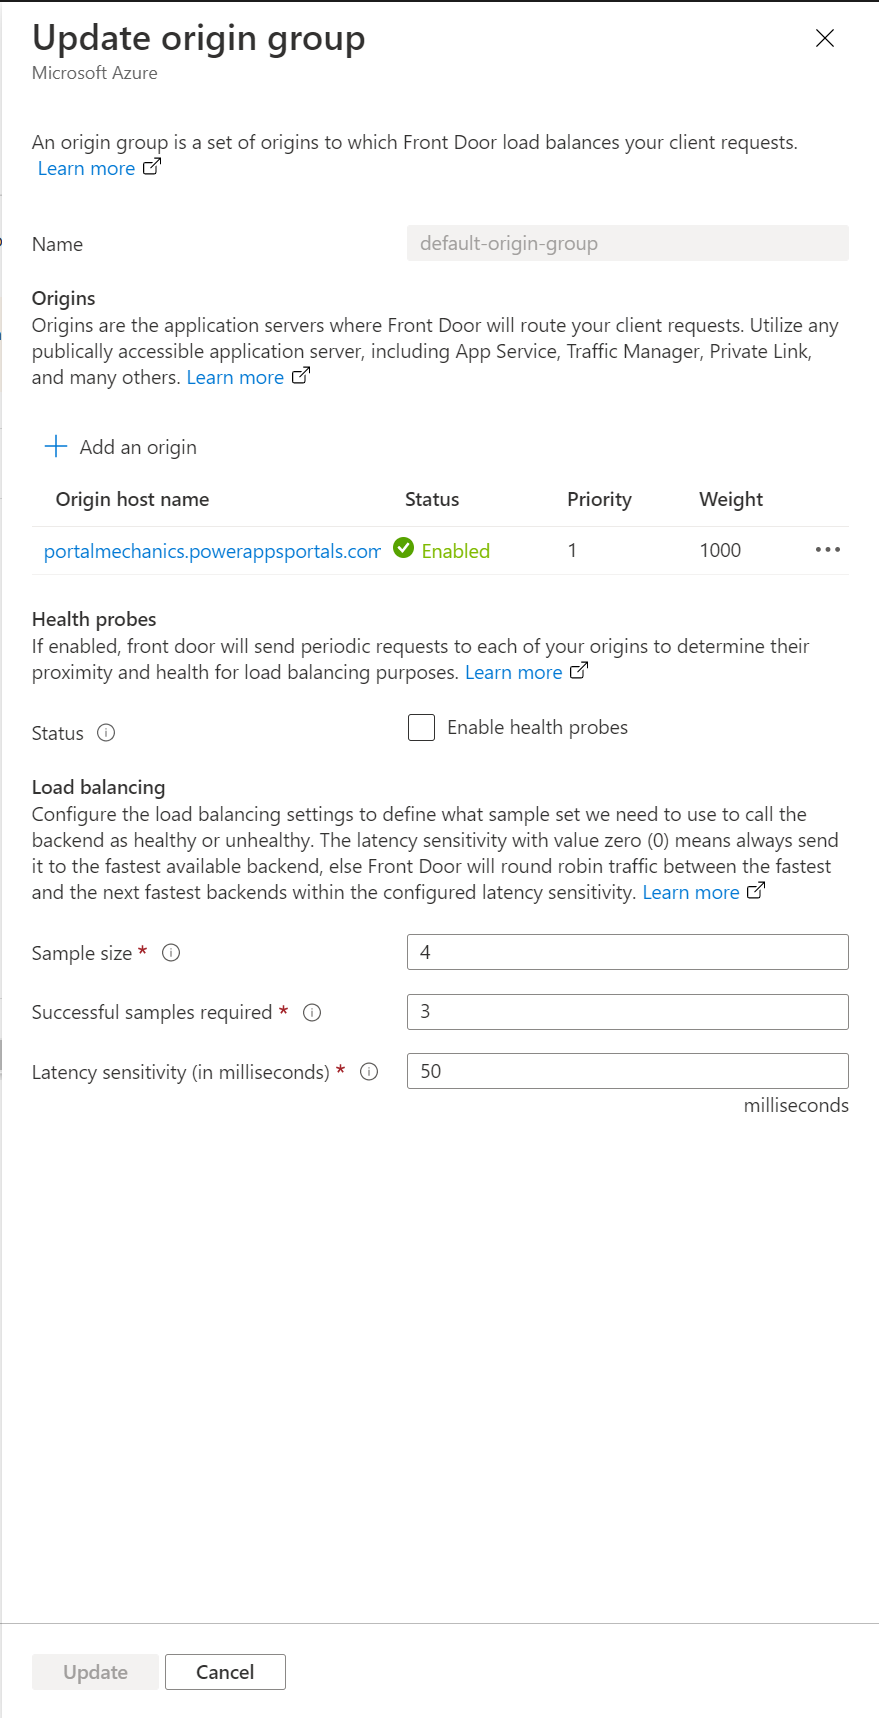 Update origin group
Microsoft Azure
An origin group is a set of origins to which Front Door load balances your client requests.
Learn more
Name
default-origin-group
Origins
Origins are the application servers where Front Door will route your client requests. Utilize any
publically accessible application server, including App Service, Traffic Manager, Private Link,
and many others. Learn more
Add an origin
Origin host name Status Priority Weight
portalmechanics.powerappsportals.com Enabled 1 1000
Health probes
If enabled, front door will send periodic requests to each of your origins to determine their
proximity and health for load balancing purposes. Learn more
Status Enable health probes
Load balancing
Configure the load balancing settings to define what sample set we need to use to call the
backend as healthy or unhealthy. The latency sensitivity with value zero (0) means always send
it to the fastest available backend, else Front Door will round robin traffic between the fastest
and the next fastest backends within the configured latency sensitivity. Learn more
Sample size * 4
Successful samples required * 3
Latency sensitivity (in milliseconds) * 50
milliseconds
Update Cancel